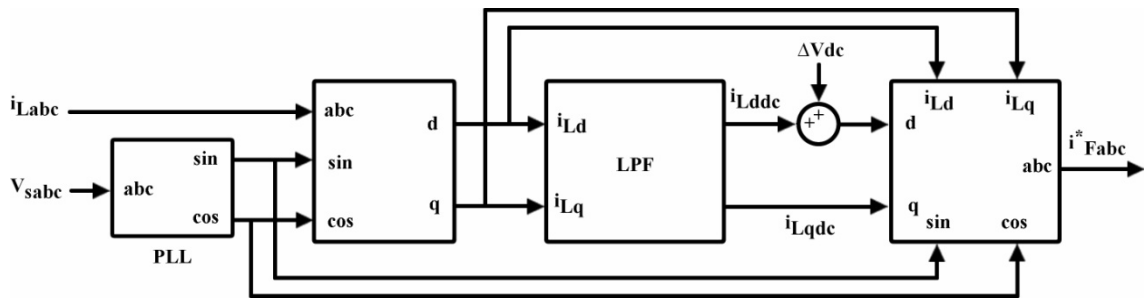 ΔVdc
iLabc
abc
d
iLd
iLddc
++
d
iLd
iLq
i*Fabc
sin
sin
LPF
abc
Vsabc
abc
cos
cos
q
iLq
iLqdc
q
sin
cos
PLL